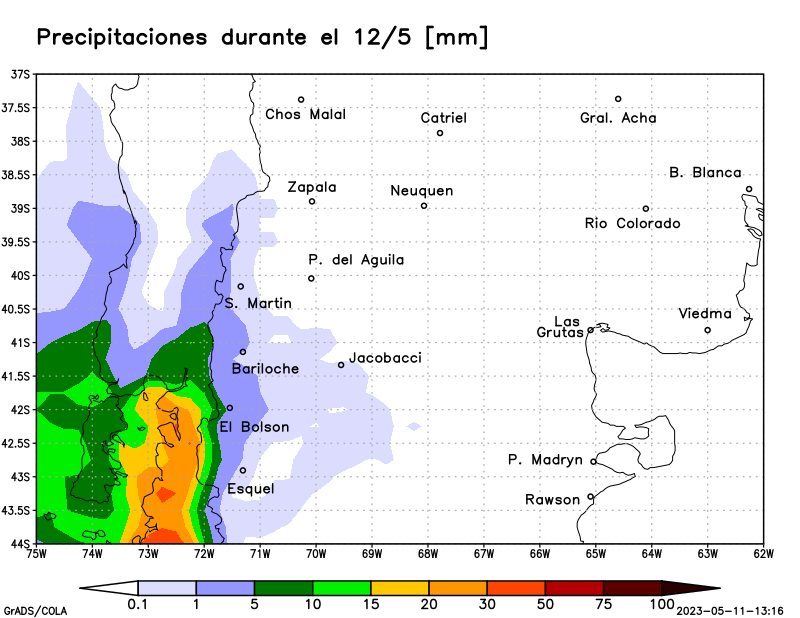 Precipitaciones durante el 12/5 [mm]
37S
37.5S
38S
38.5S
39S
39.5S
40S
40.5S
41S
41.5S
42S
42.5S
43S
43.5S
44S
Chos Malal
Catriel
Gral. Acha
B. Blanca
Zapala
Neuquen
Rio Colorado
P. del Aguila
S. Martin
Viedma
Las
Grutas
Bariloche
Jacobacci
El Bolson
P. Madryn
Esquel
Rawson
75W 74W 73W 72W 71W 70W 69W 68W 67W 66W 65W 64W 63W 62W
0.1 1 5 10 15 20 30 50 75 100
GrADS/COLA
2023-05-11-13:16